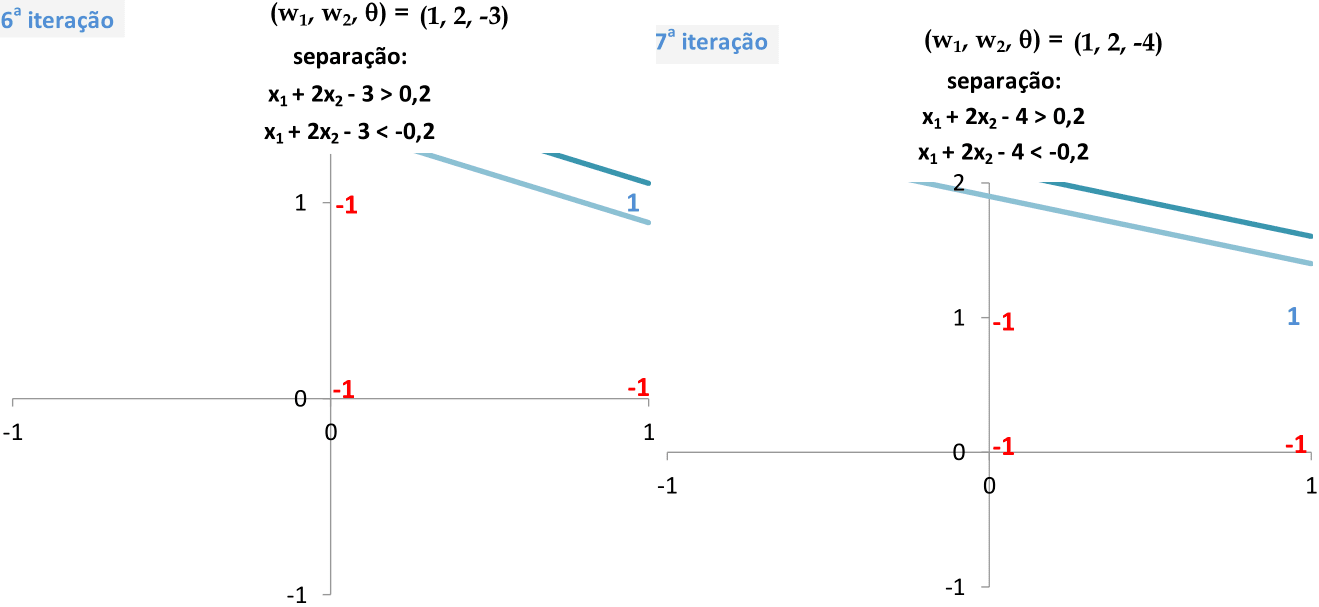 6ª iteração
(w₁, w₂, θ) = (1, 2, -3)
separação:
x₁ + 2x₂ - 3 > 0,2
x₁ + 2x₂ - 3 < -0,2
1
-1
1
0
-1
-1
-1
0
1
-1
7ª iteração
(w₁, w₂, θ) = (1, 2, -4)
separação:
x₁ + 2x₂ - 4 > 0,2
x₁ + 2x₂ - 4 < -0,2
2
1
-1
1
0
-1
-1
-1
0
1
-1